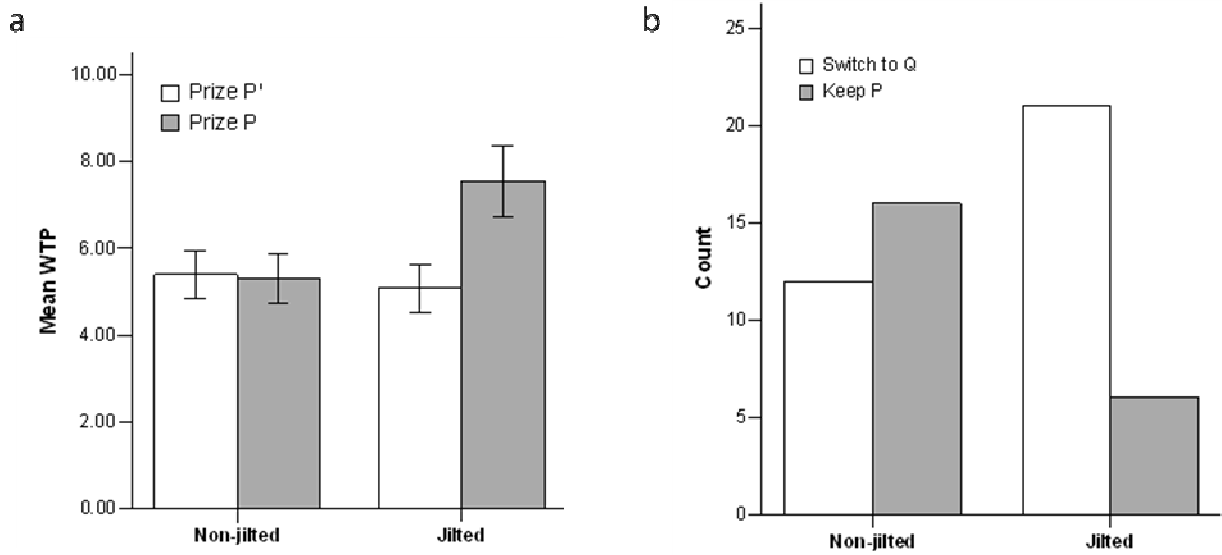 a
10.00
8.00
6.00
4.00
2.00
0.00
Mean WTP
Prize P'
Prize P
Non-jilted
Jilted
b
25
20
15
10
5
0
Count
Switch to Q
Keep P
Non-jilted
Jilted